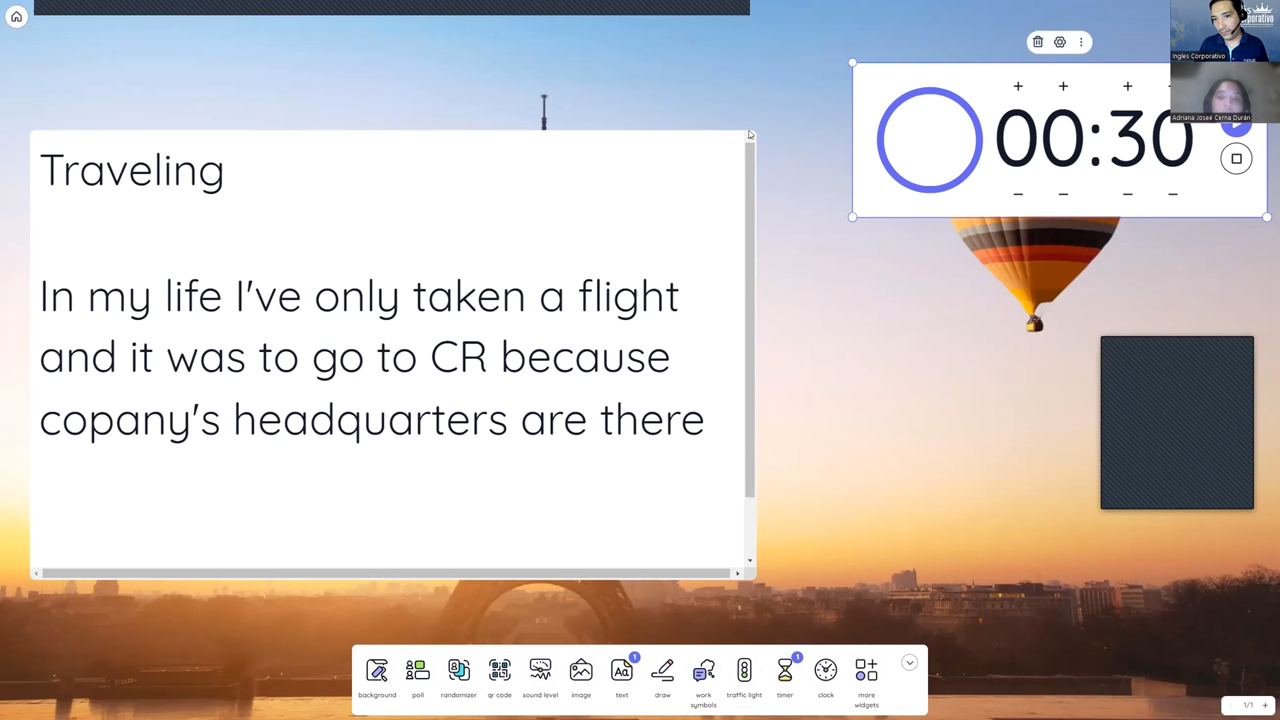 Traveling
In my life I've only taken a flight
and it was to go to CR because
copany's headquarters are there
00:30
Ingles Corporativo
Adriana Joseé Cerna Durán
background
poll
randomizer
qr code
sound level
image
1
text
draw
work
symbols
traffic light
1
timer
clock
more
widgets
1/1